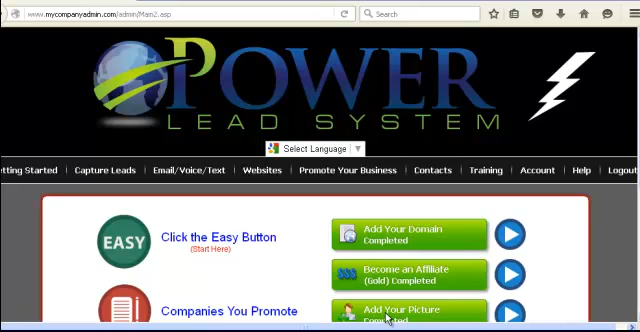 www.mycompanyadmin.com/admin/Main2.asp
Search
POWER
LEAD SYSTEM
Select Language
etting Started | Capture Leads | Email/Voice/Text | Websites | Promote Your Business | Contacts | Training | Account | Help | Logout
EASY
Click the Easy Button
(Start Here)
Add Your Domain
Completed
$$$
Become an Affiliate
(Gold) Completed
Companies You Promote
Add Your Picture
Completed